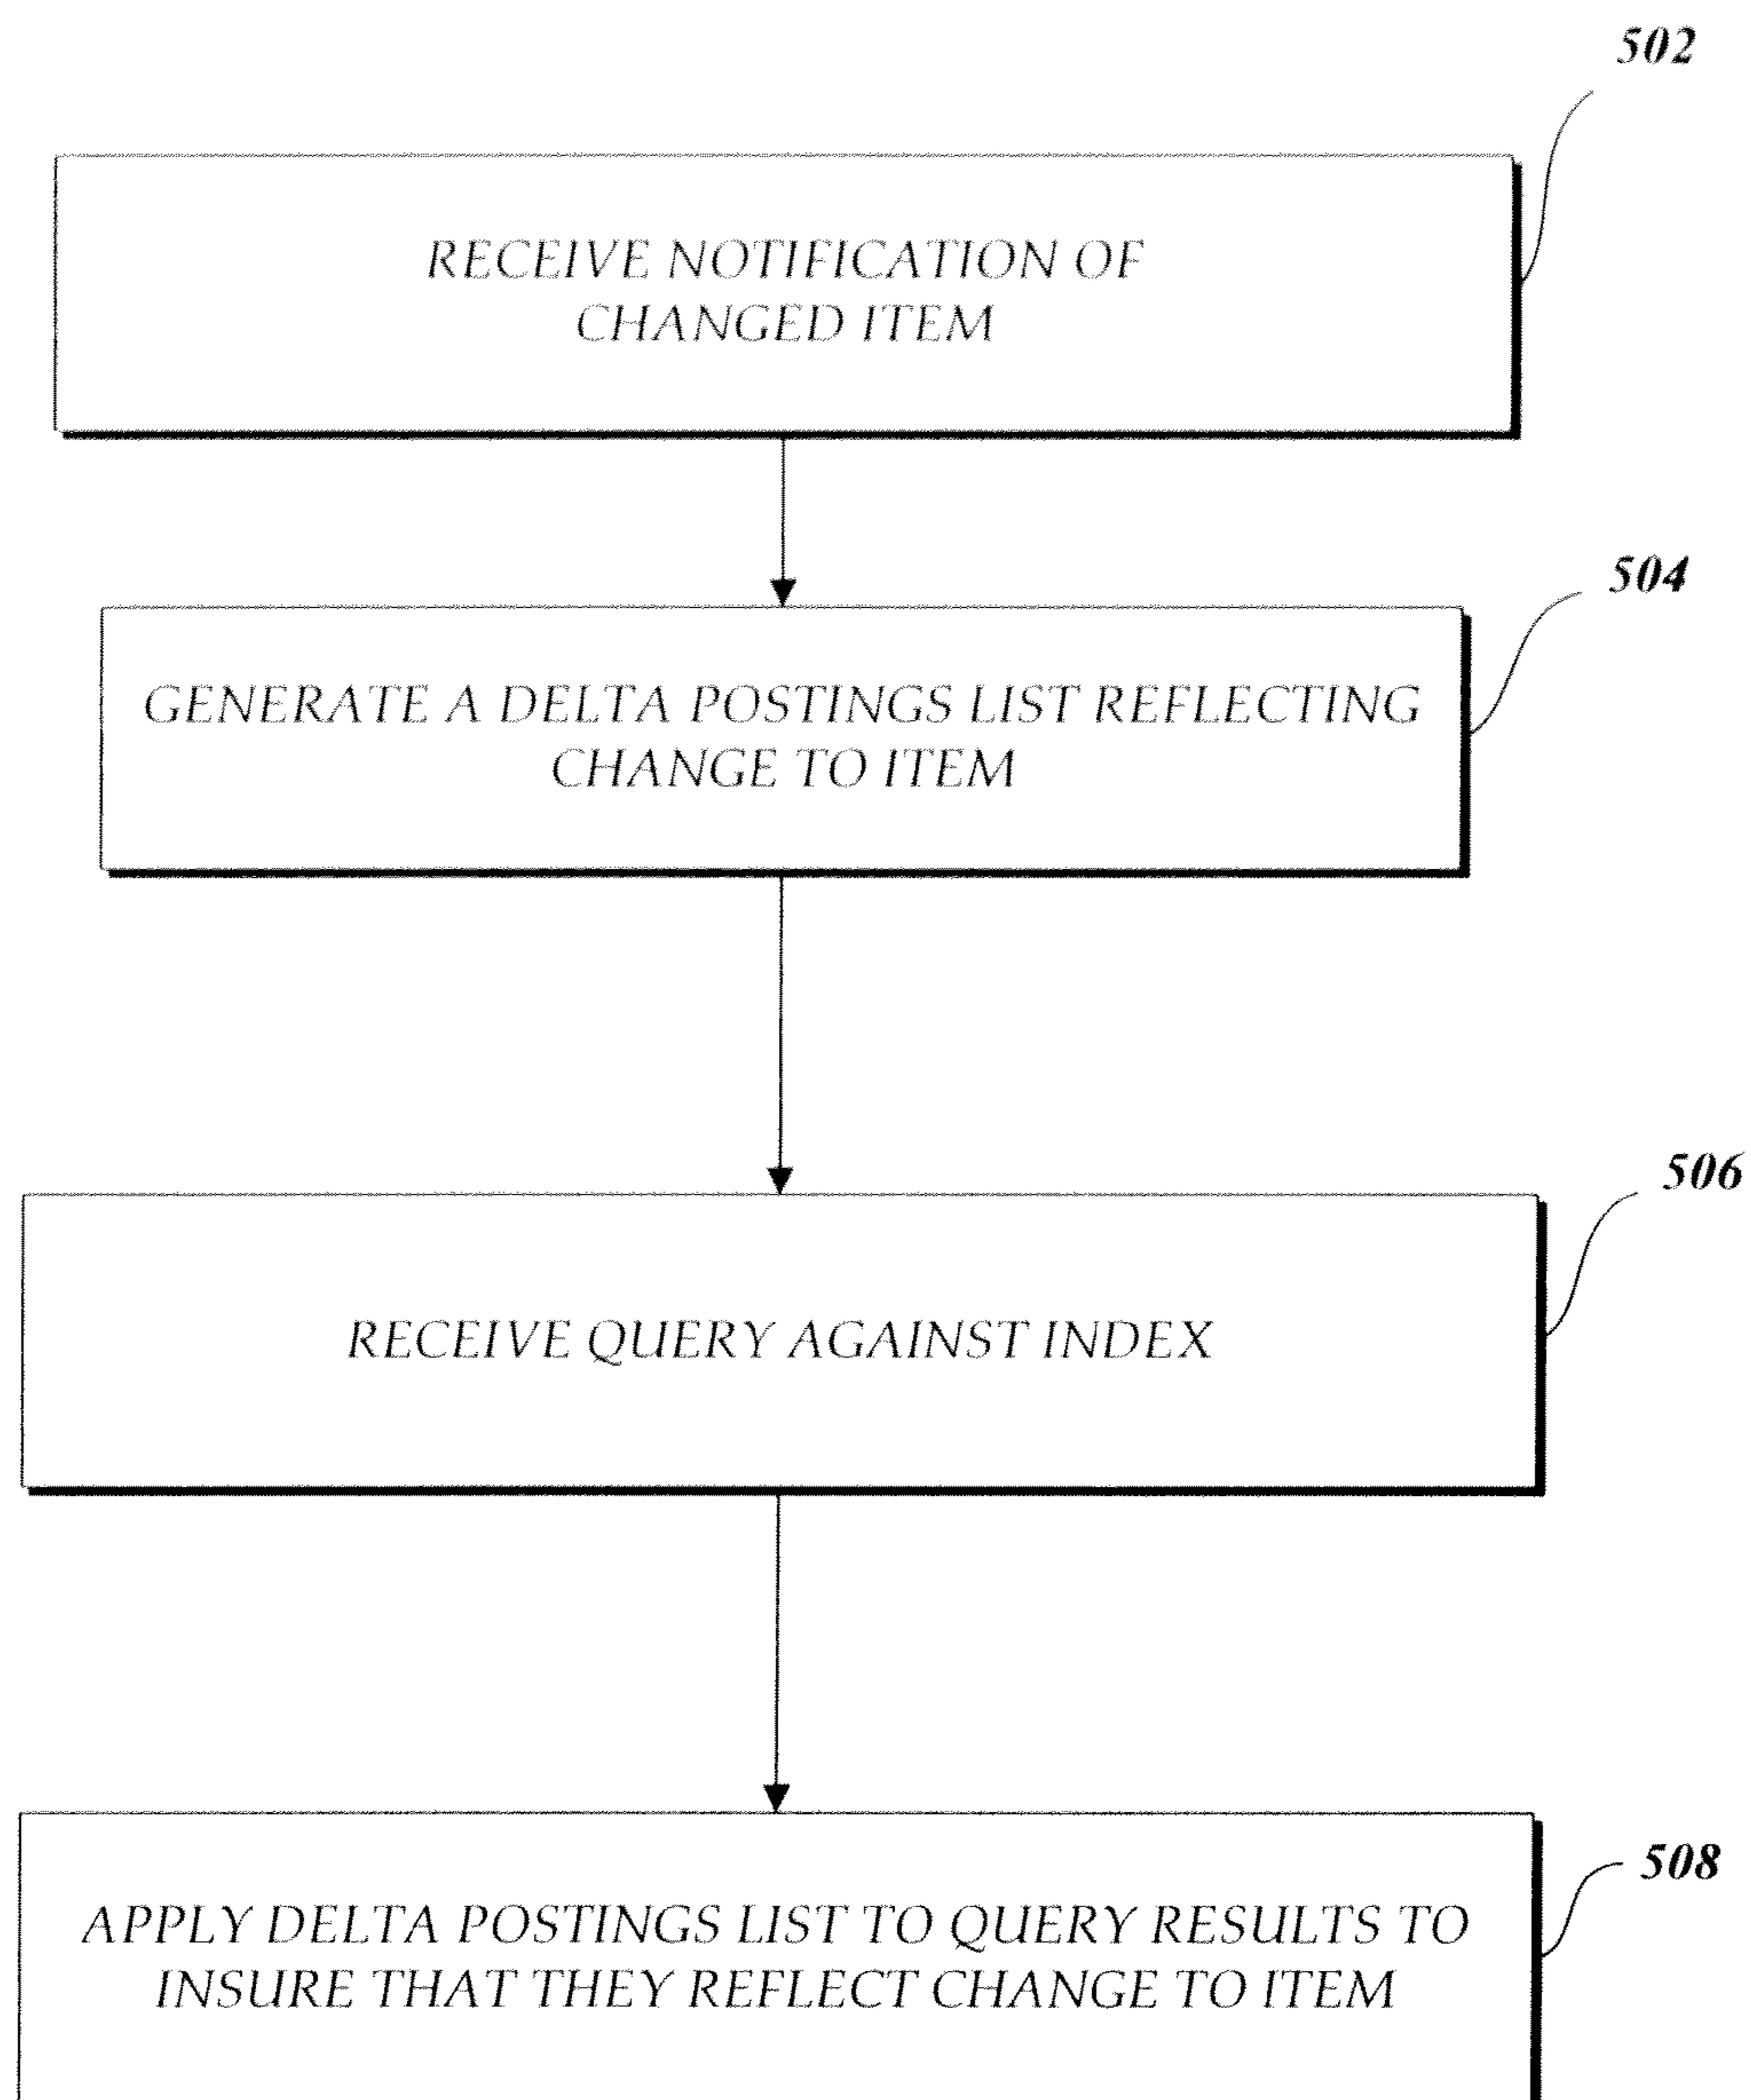 502
RECEIVE NOTIFICATION OF
CHANGED ITEM
504
GENERATE A DELTA POSTINGS LIST REFLECTING
CHANGE TO ITEM
506
RECEIVE QUERY AGAINST INDEX
508
APPLY DELTA POSTINGS LIST TO QUERY RESULTS TO
INSURE THAT THEY REFLECT CHANGE TO ITEM